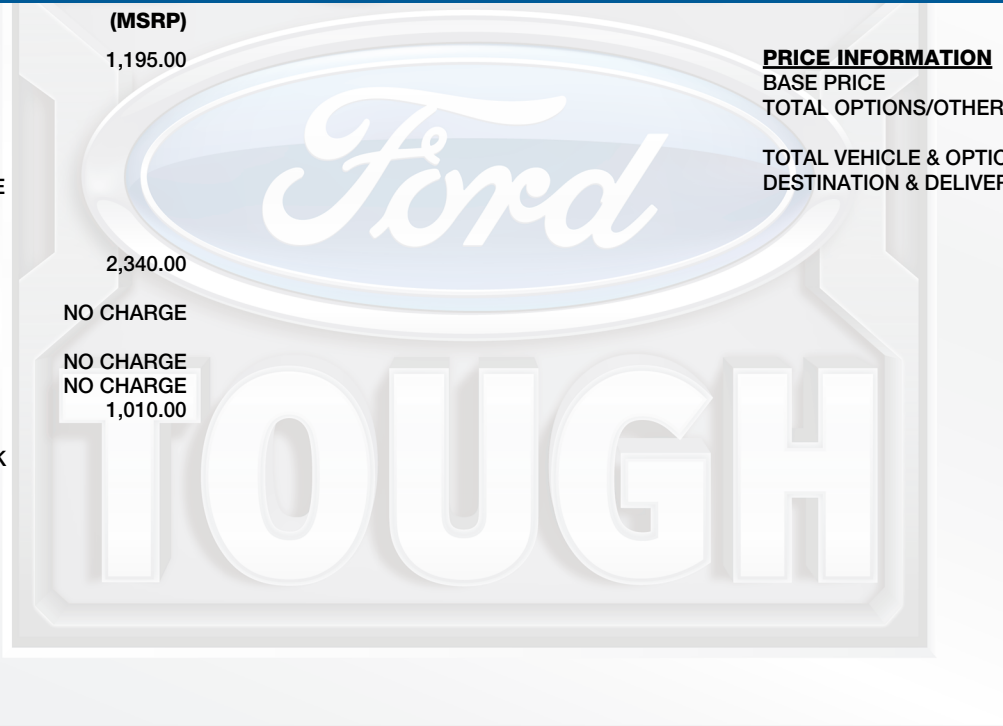 (MSRP)
1,195.00
PRICE INFORMATION
BASE PRICE
TOTAL OPTIONS/OTHER
TOTAL VEHICLE & OPTIO
DESTINATION & DELIVER
E
2,340.00
NO CHARGE
NO CHARGE
NO CHARGE
1,010.00
K
Ford
TOUGH